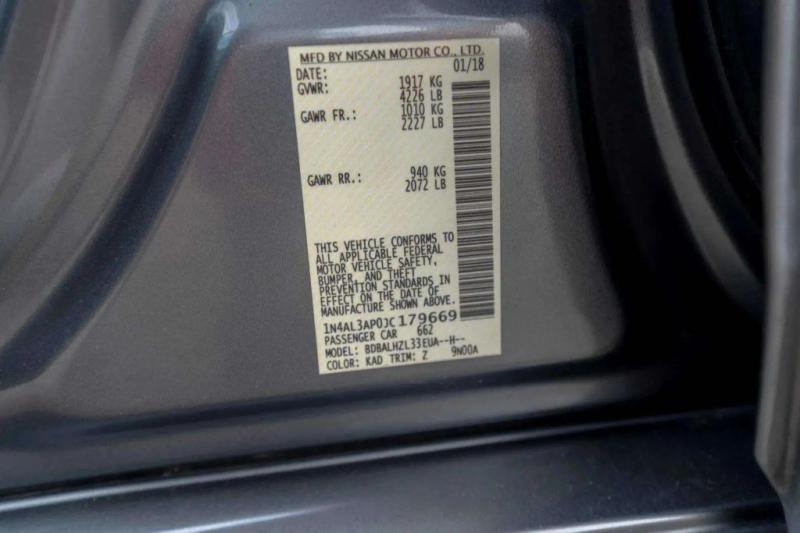 MFD BY NISSAN MOTOR CO., LTD.
DATE: 01/18
GVWR: 1917 KG
4226 LB
GAWR FR.: 1010 KG
2227 LB
GAWR RR.: 940 KG
2072 LB
THIS VEHICLE CONFORMS TO
ALL APPLICABLE FEDERAL
MOTOR VEHICLE SAFETY,
BUMPER, AND THEFT
PREVENTION STANDARDS IN
EFFECT ON THE DATE OF
MANUFACTURE SHOWN ABOVE.
1N4AL3AP0JC179669
PASSENGER CAR 662
MODEL: BDBALHZL33EUA--H--
COLOR: KAD TRIM: Z 9N00A